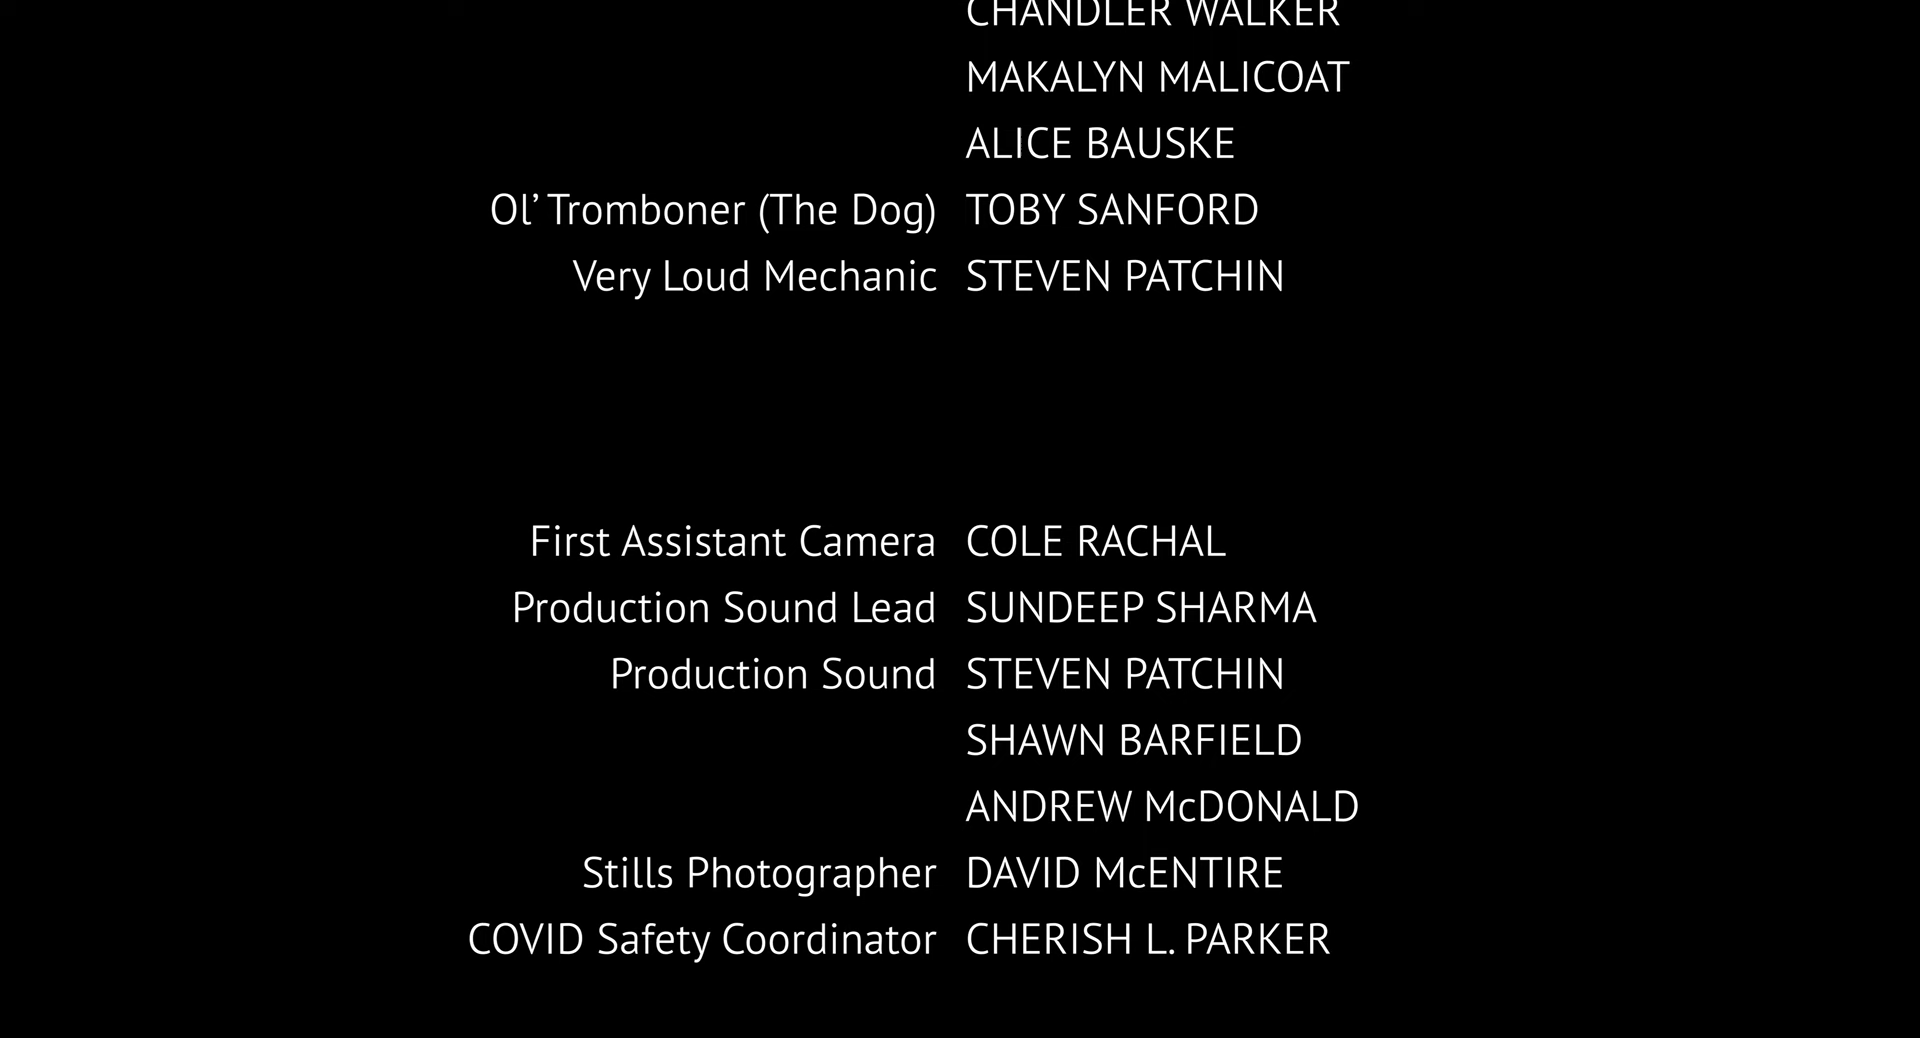 CHANDLER WALKER
MAKALYN MALICOAT
ALICE BAUSKE
Ol’ Tromboner (The Dog) TOBY SANFORD
Very Loud Mechanic STEVEN PATCHIN
First Assistant Camera COLE RACHAL
Production Sound Lead SUNDEEP SHARMA
Production Sound STEVEN PATCHIN
SHAWN BARFIELD
ANDREW McDONALD
Stills Photographer DAVID McENTIRE
COVID Safety Coordinator CHERISH L. PARKER